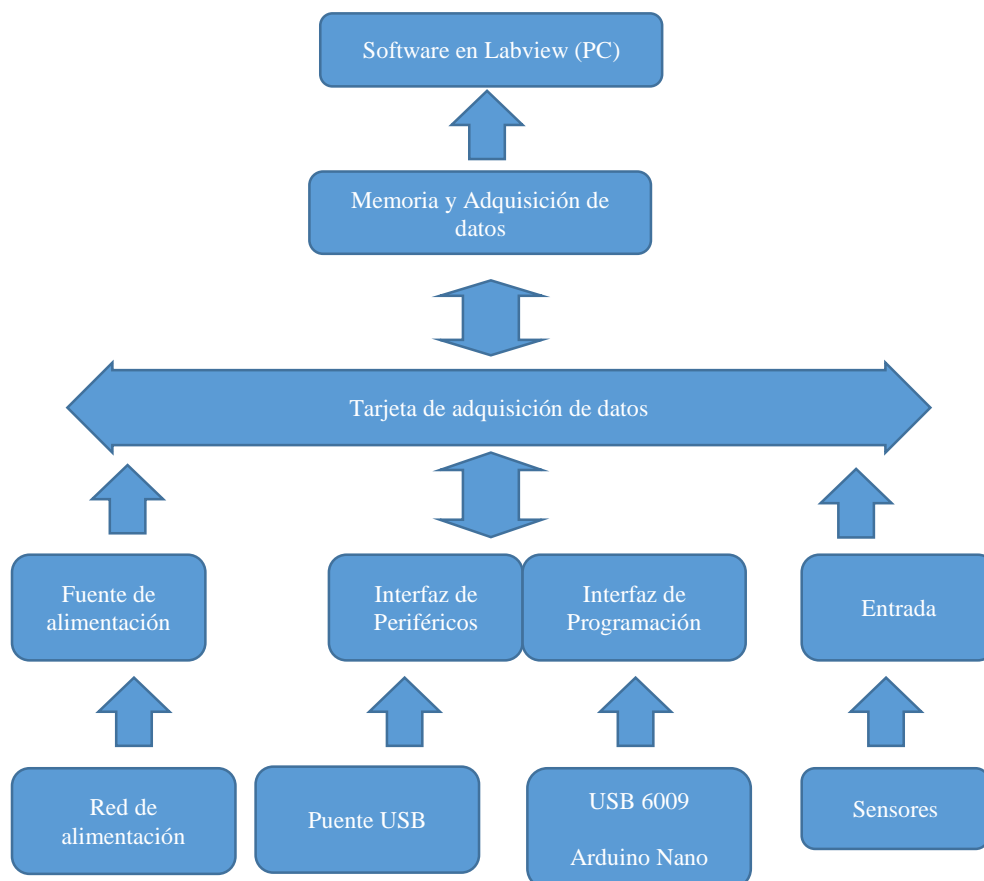 Software en Labview (PC)
Memoria y Adquisición de
datos
Tarjeta de adquisición de datos
Fuente de
alimentación
Interfaz de
Periféricos
Interfaz de
Programación
Entrada
Red de
alimentación
Puente USB
USB 6009
Arduino Nano
Sensores